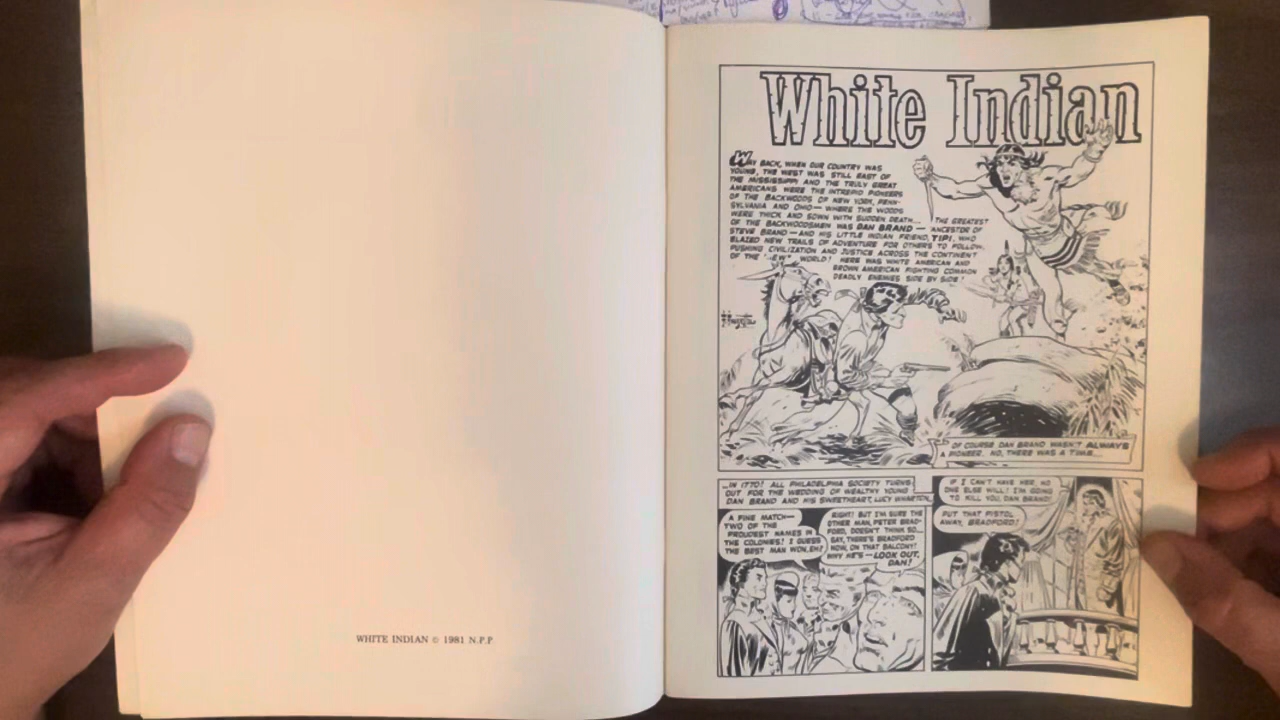 WHITE INDIAN © 1981 N.P.P
White Indian
WAY BACK, WHEN OUR COUNTRY WAS
YOUNG, THE WEST WAS STILL EAST OF
THE MISSISSIPPI AND THE TRULY GREAT
AMERICANS WERE THE INTREPID PIONEERS
OF THE BACKWOODS OF NEW YORK, PENN-
SYLVANIA AND OHIO— WHERE THE WOODS
WERE THICK AND SOWN WITH SUDDEN DEATH... THE GREATEST
OF THE BACKWOODSMEN WAS DAN BRAND — ANCESTOR OF
STEVE BRAND — AND HIS LITTLE INDIAN FRIEND, TIPI, WHO
BLAZED NEW TRAILS OF ADVENTURE FOR OTHERS TO FOLLOW,
PUSHING CIVILIZATION AND JUSTICE ACROSS THE CONTINENT
OF THE WORLD! HERE WAS WHITE AMERICAN AND
BROWN AMERICAN FIGHTING COMMON
DEADLY ENEMIES SIDE BY SIDE!
OF COURSE DAN BRAND WASN'T ALWAYS
A PIONEER. NO, THERE WAS A TIME...
...IN 1770! ALL PHILADELPHIA SOCIETY TURNS
OUT FOR THE WEDDING OF WEALTHY YOUNG
DAN BRAND AND HIS SWEETHEART, LUCY WHARTEN.
A FINE MATCH—
TWO OF THE
PROUDEST NAMES IN
THE COLONIES! I GUESS
THE BEST MAN WON, EH?
RIGHT! BUT I'M SURE THE
OTHER MAN, PETER BRAD-
FORD, DOESN'T THINK SO...
SAY, THERE'S BRADFORD
NOW, ON THAT BALCONY!
WHY HE'S — LOOK OUT,
DAN!
IF I CAN'T HAVE HER, NO
ONE ELSE WILL! I'M GOING
TO KILL YOU, DAN BRAND!
PUT THAT PISTOL
AWAY, BRADFORD!